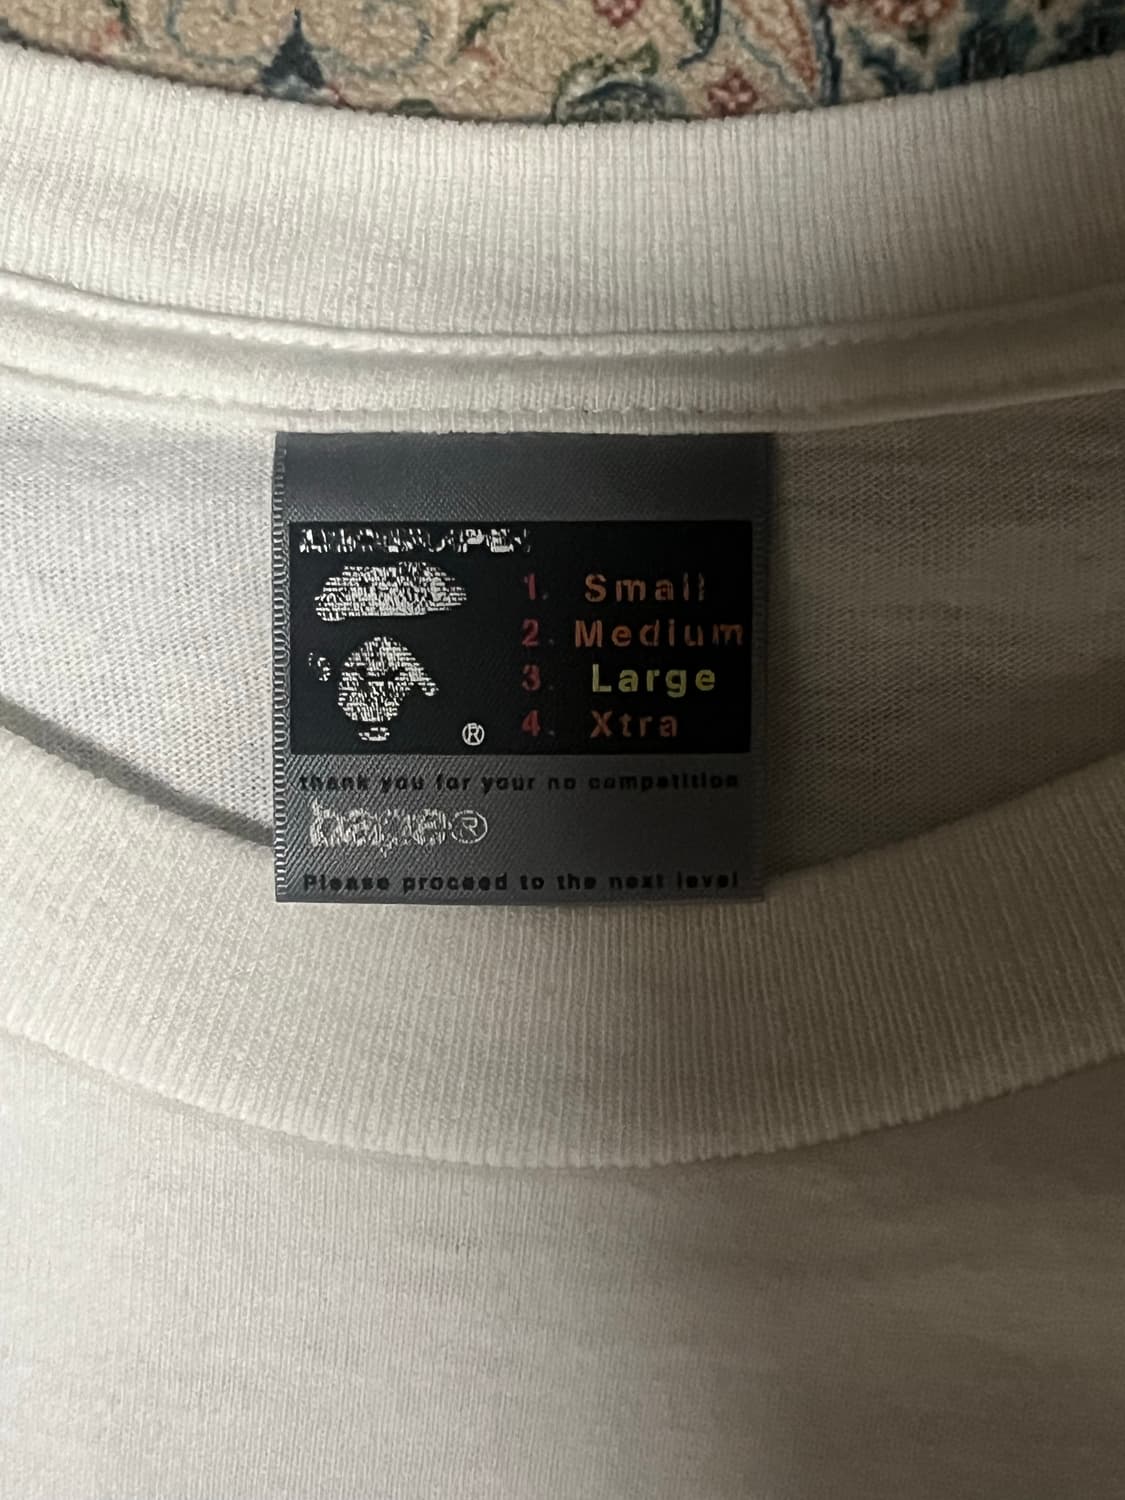 1. Small
2. Medium
3. Large
4. Xtra
®
thank you for your no competition
bape®
Please proceed to the next level